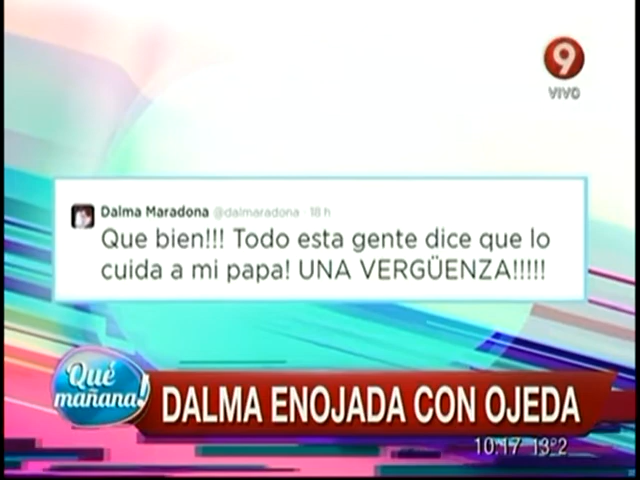 9
VIVO
Dalma Maradona @dalmaradona · 18 h
Que bien!!! Todo esta gente dice que lo
cuida a mi papa! UNA VERGÜENZA!!!!!
Qué
mañana!
DALMA ENOJADA CON OJEDA
10:17 13°2